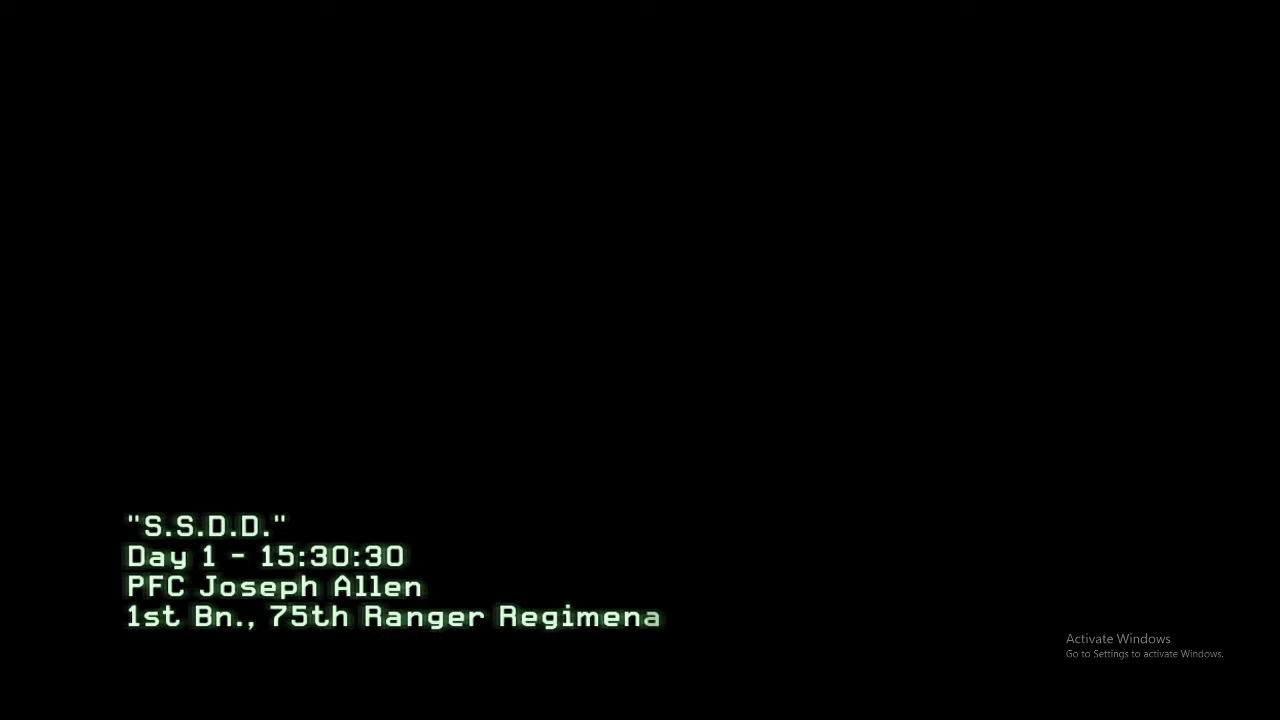 "S.S.D.D."
Day 1 - 15:30:30
PFC Joseph Allen
1st Bn., 75th Ranger Regimena
Activate Windows
Go to Settings to activate Windows.